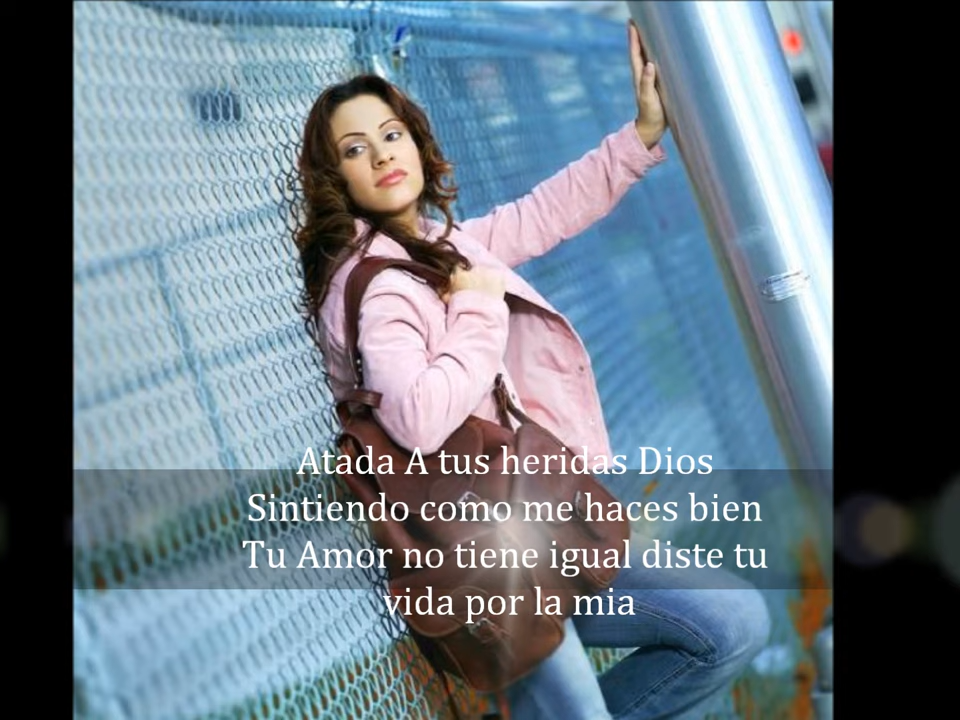 Atada A tus heridas Dios
Sintiendo como me haces bien
Tu Amor no tiene igual diste tu
vida por la mia